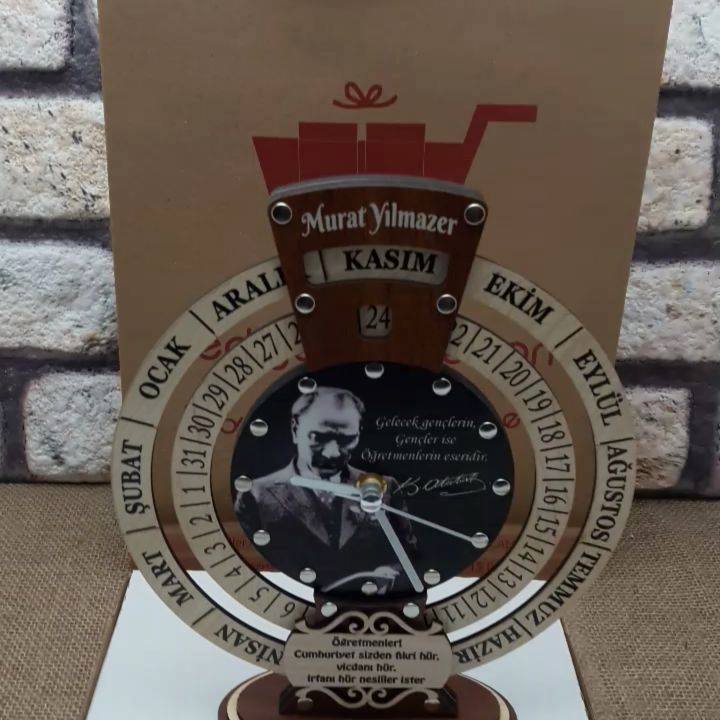 Murat Yılmazer
KASIM
24
ARALI
OCAK
ŞUBAT
MART
NİSAN
EKİM
EYLÜL
AĞUSTOS
TEMMUZ
HAZİR
27
28
29
30
31
1
2
3
4
5
6
22
21
20
19
18
17
16
15
14
13
12
11
Gelecek gençlerin,
Gençler ise
Öğretmenlerin eseridir.
K. Atatürk
Öğretmenler!
Cumhuriyet sizden fikri hür,
vicdanı hür,
irfanı hür nesiller ister